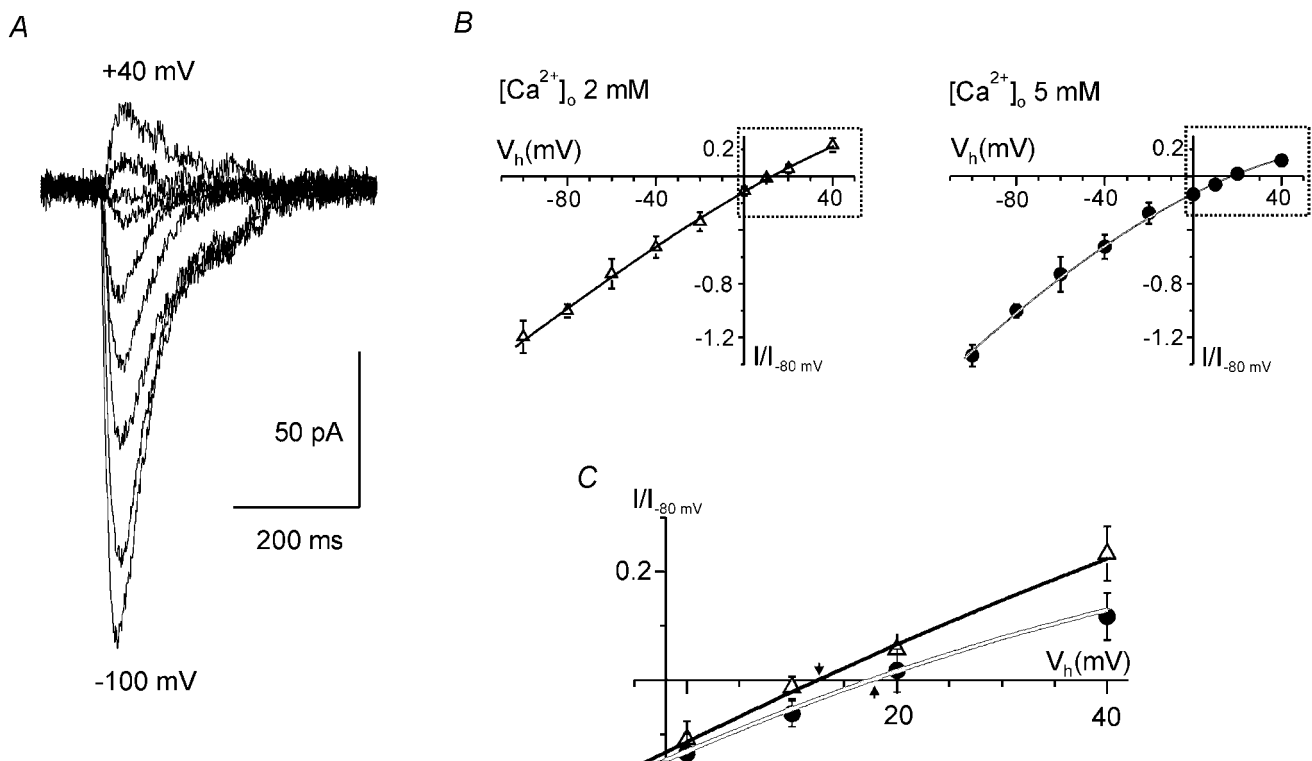 A
+40 mV
50 pA
200 ms
-100 mV
B
[Ca2+]o 2 mM
Vh(mV)
0.2
-80
-40
40
-0.8
-1.2
I/I-80 mV
[Ca2+]o 5 mM
Vh(mV)
0.2
-80
-40
40
-0.8
-1.2
I/I-80 mV
C
I/I-80 mV
0.2
Vh(mV)
20
40